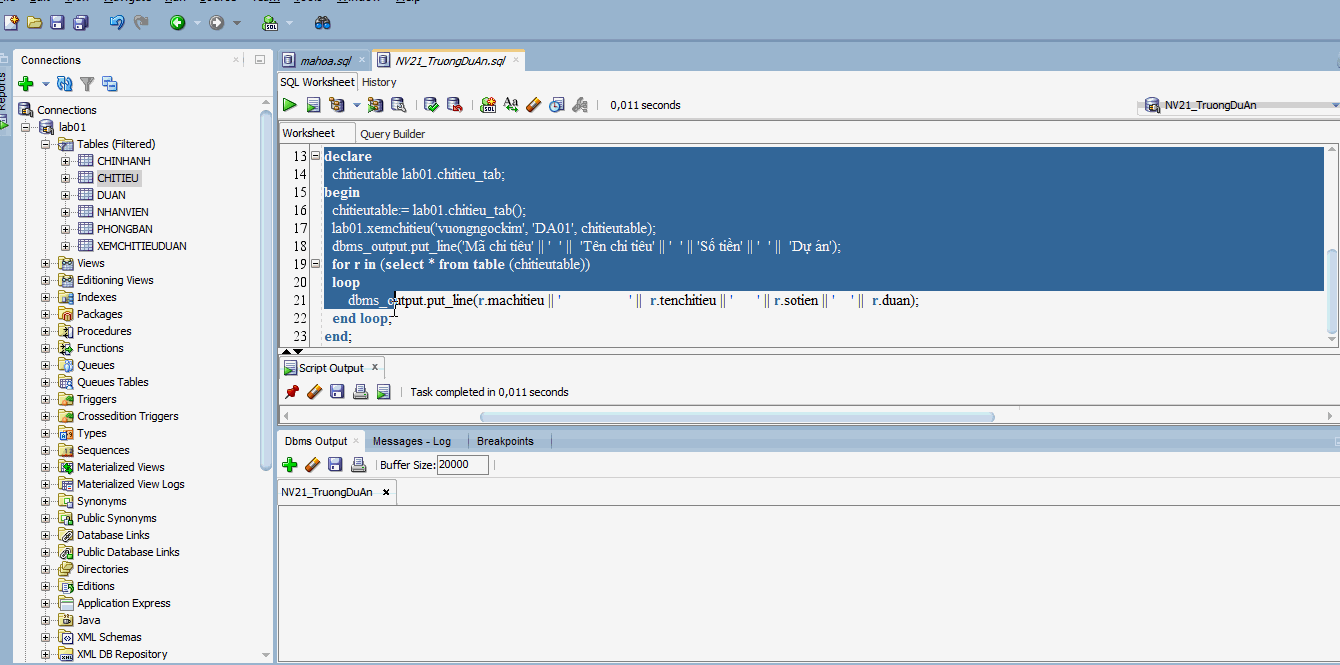 Reports
Connections
Connections
lab01
Tables (Filtered)
CHINHANH
CHITIEU
DUAN
NHANVIEN
PHONGBAN
XEMCHITIEUDUAN
Views
Editioning Views
Indexes
Packages
Procedures
Functions
Queues
Queues Tables
Triggers
Crossedition Triggers
Types
Sequences
Materialized Views
Materialized View Logs
Synonyms
Public Synonyms
Database Links
Public Database Links
Directories
Editions
Application Express
Java
XML Schemas
XML DB Repository
mahoa.sql NV21_TruongDuAn.sql
SQL Worksheet History
0,011 seconds NV21_TruongDuAn
Worksheet Query Builder
13 declare
14 chitieutable lab01.chitieu_tab;
15 begin
16 chitieutable:= lab01.chitieu_tab();
17 lab01.xemchitieu('vuongngockim', 'DA01', chitieutable);
18 dbms_output.put_line('Mã chi tiêu' || ' ' || 'Tên chi tiêu' || ' ' || 'Số tiền' || ' ' || 'Dự án');
19 for r in (select * from table (chitieutable))
20 loop
21 dbms_output.put_line(r.machitieu || ' ' || r.tenchitieu || ' ' || r.sotien || ' ' || r.duan);
22 end loop;
23 end;
Script Output
Task completed in 0,011 seconds
Dbms Output Messages - Log Breakpoints
Buffer Size: 20000
NV21_TruongDuAn